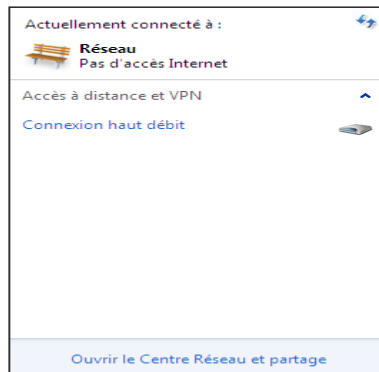 Actuellement connecté à :
Réseau
Pas d'accès Internet
Accès à distance et VPN
Connexion haut débit
Ouvrir le Centre Réseau et partage